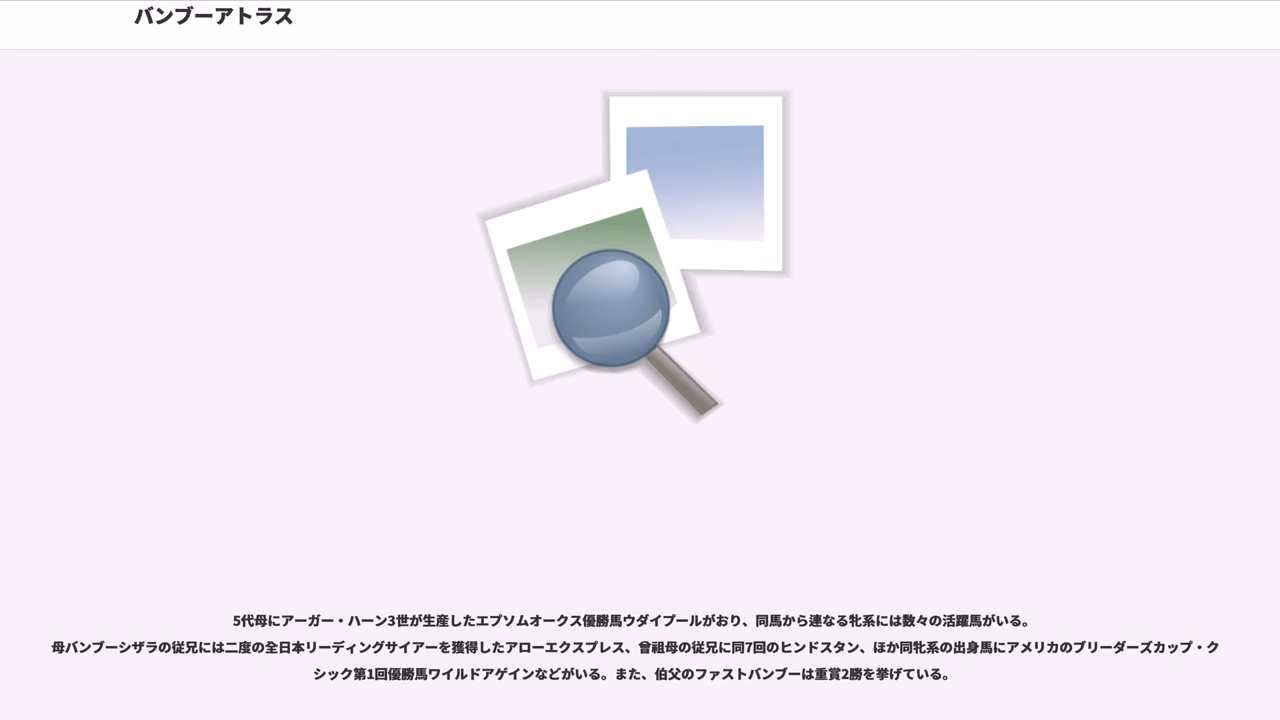 バンブーアトラス
5代母にアーガー・ハーン3世が生産したエプソムオークス優勝馬ウダイプールがおり、同馬から連なる牝系には数々の活躍馬がいる。
母バンブーシザラの従兄には二度の全日本リーディングサイアーを獲得したアローエクスプレス、曾祖母の従兄に同7回のヒンドスタン、ほか同牝系の出身馬にアメリカのブリーダーズカップ・ク
シック第1回優勝馬ワイルドアゲインなどがいる。また、伯父のファストバンブーは重賞2勝を挙げている。